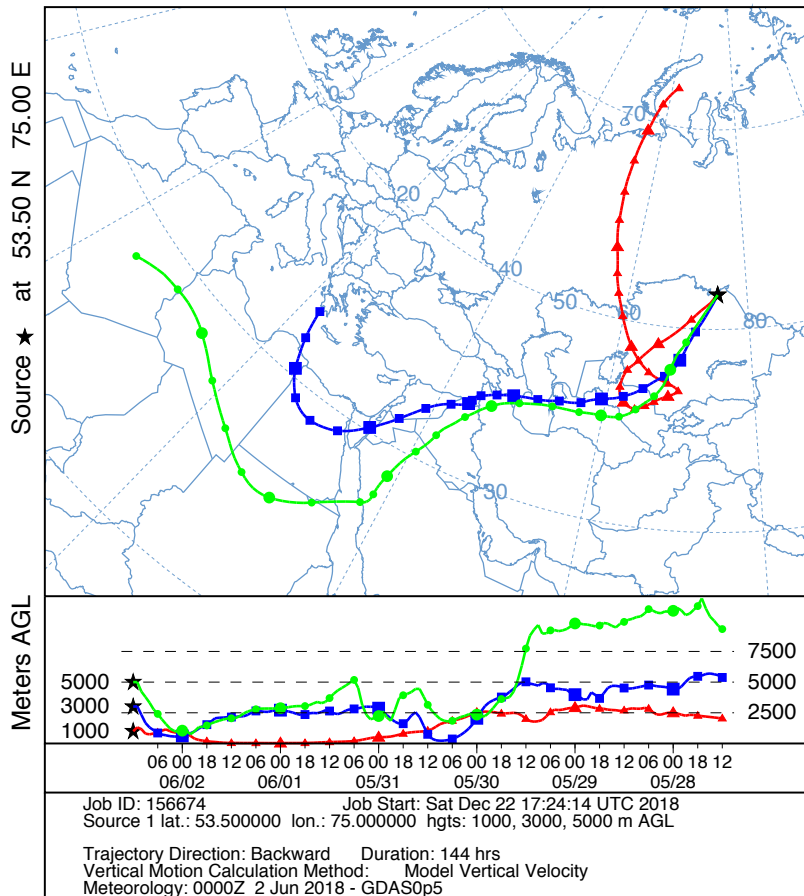 Source ★ at 53.50 N 75.00 E
0
70
20
40
50
60
80
30
Meters AGL
7500
5000 5000
3000
2500
1000
06 00 18 12 06 00 18 12 06 00 18 12 06 00 18 12 06 00 18 12 06 00 18 12
06/02 06/01 05/31 05/30 05/29 05/28
Job ID: 156674 Job Start: Sat Dec 22 17:24:14 UTC 2018
Source 1 lat.: 53.500000 lon.: 75.000000 hgts: 1000, 3000, 5000 m AGL
Trajectory Direction: Backward Duration: 144 hrs
Vertical Motion Calculation Method: Model Vertical Velocity
Meteorology: 0000Z 2 Jun 2018 - GDAS0p5